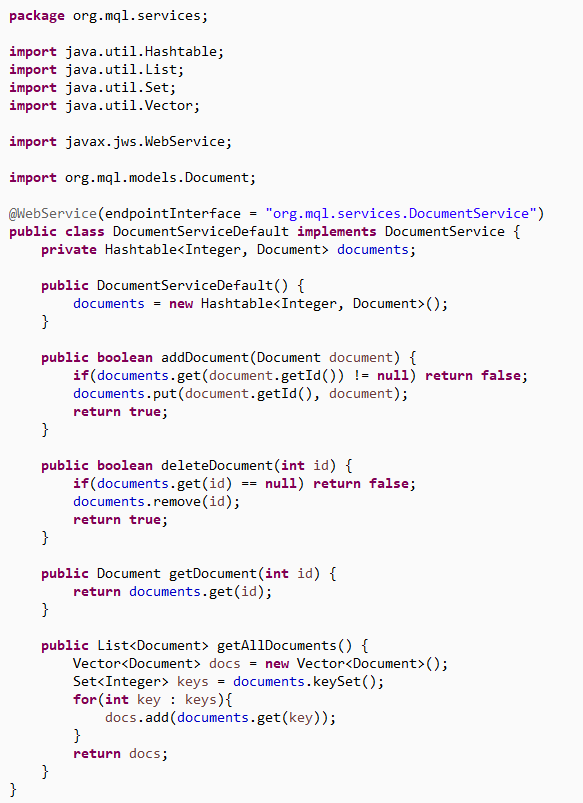 package org.mql.services;

import java.util.Hashtable;
import java.util.List;
import java.util.Set;
import java.util.Vector;

import javax.jws.WebService;

import org.mql.models.Document;

@WebService(endpointInterface = "org.mql.services.DocumentService")
public class DocumentServiceDefault implements DocumentService {
    private Hashtable<Integer, Document> documents;

    public DocumentServiceDefault() {
        documents = new Hashtable<Integer, Document>();
    }

    public boolean addDocument(Document document) {
        if(documents.get(document.getId()) != null) return false;
        documents.put(document.getId(), document);
        return true;
    }

    public boolean deleteDocument(int id) {
        if(documents.get(id) == null) return false;
        documents.remove(id);
        return true;
    }

    public Document getDocument(int id) {
        return documents.get(id);
    }

    public List<Document> getAllDocuments() {
        Vector<Document> docs = new Vector<Document>();
        Set<Integer> keys = documents.keySet();
        for(int key : keys){
            docs.add(documents.get(key));
        }
        return docs;
    }
}